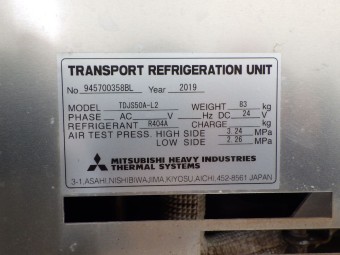 TRANSPORT REFRIGERATION UNIT
No. 945700358BL Year 2019
MODEL TDJS50A-L2 WEIGHT 83 kg
PHASE AC V Hz DC 24 V
REFRIGERANT R404A CHARGE kg
AIR TEST PRESS. HIGH SIDE 3.24 MPa
LOW SIDE 2.26 MPa
MITSUBISHI HEAVY INDUSTRIES
THERMAL SYSTEMS
3-1, ASAHI, NISHIBIWAJIMA, KIYOSU, AICHI, 452-8561 JAPAN